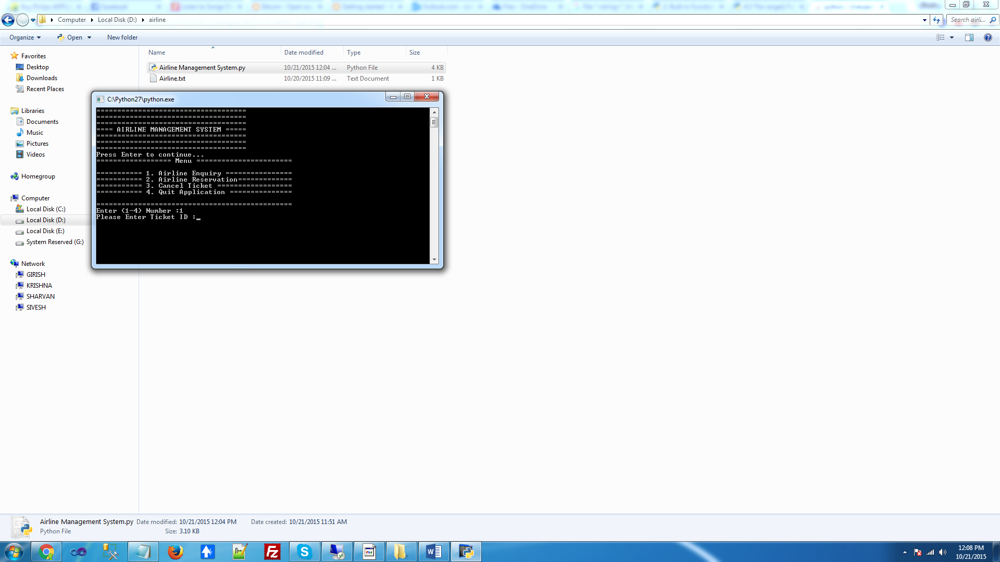 Facebook
Computer Local Disk (D:) airline
Search airli...
Organize Open New folder
Name Date modified Type Size
Airline Management System.py 10/21/2015 12:04 ... Python File 4 KB
Airline.txt 10/20/2015 11:09 ... Text Document 1 KB
Favorites
Desktop
Downloads
Recent Places
Libraries
Documents
Music
Pictures
Videos
Homegroup
Computer
Local Disk (C:)
Local Disk (D:)
Local Disk (E:)
System Reserved (G:)
Network
GIRISH
KRISHNA
SHARVAN
SIVESH
C:\Python27\python.exe
====================================
====================================
====================================
==== AIRLINE MANAGEMENT SYSTEM =====
====================================
====================================
====================================
Press Enter to continue...
================== Menu =======================
=========== 1. Airline Enquiry ================
=========== 2. Airline Reservation=============
=========== 3. Cancel Ticket ==================
=========== 4. Quit Application ===============
===============================================
Enter (1-4) Number :1
Please Enter Ticket ID :_
Airline Management System.py Date modified: 10/21/2015 12:04 PM Date created: 10/21/2015 11:51 AM
Python File Size: 3.10 KB
12:08 PM
10/21/2015